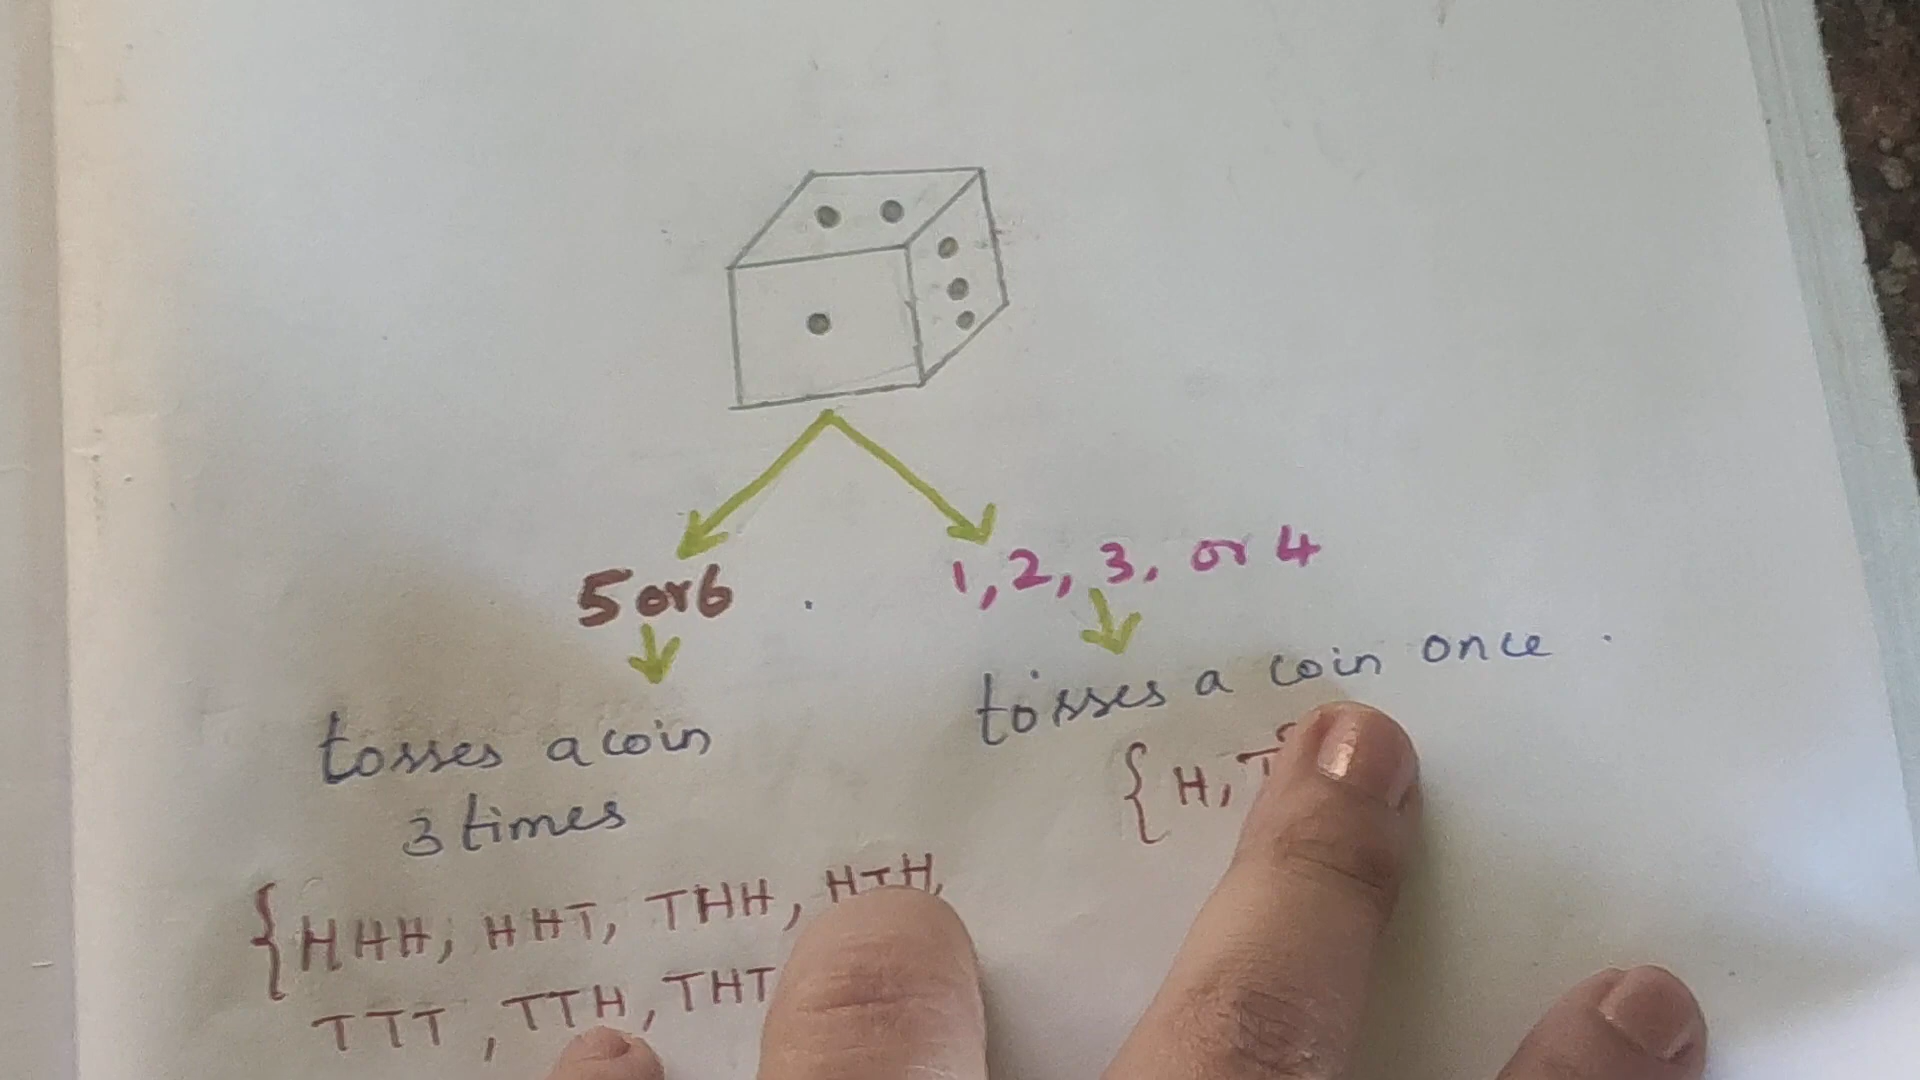 5 or 6
1, 2, 3, or 4
tosses a coin once.
tosses a coin
3 times
{ H, T
{ HHH, HHT, THH, HTH,
TTT, TTH, THT